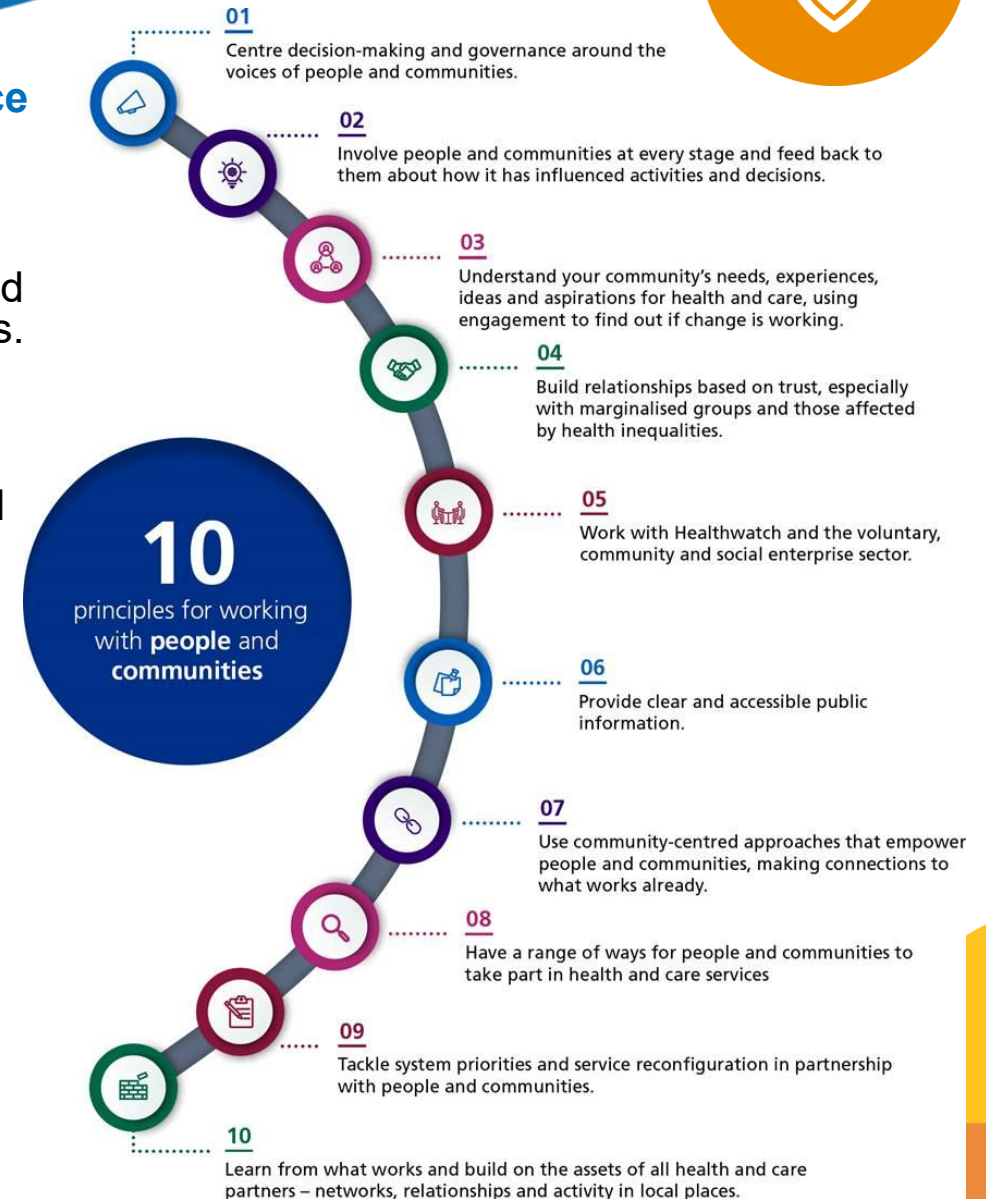 01
Centre decision-making and governance around the
voices of people and communities.
02
Involve people and communities at every stage and feed back to
them about how it has influenced activities and decisions.
03
Understand your community's needs, experiences,
ideas and aspirations for health and care, using
engagement to find out if change is working.
04
Build relationships based on trust, especially
with marginalised groups and those affected
by health inequalities.
10
principles for working
with people and
communities
05
Work with Healthwatch and the voluntary,
community and social enterprise sector.
06
Provide clear and accessible public
information.
07
Use community-centred approaches that empower
people and communities, making connections to
what works already.
08
Have a range of ways for people and communities to
take part in health and care services
09
Tackle system priorities and service reconfiguration in partnership
with people and communities.
10
Learn from what works and build on the assets of all health and care
partners – networks, relationships and activity in local places.